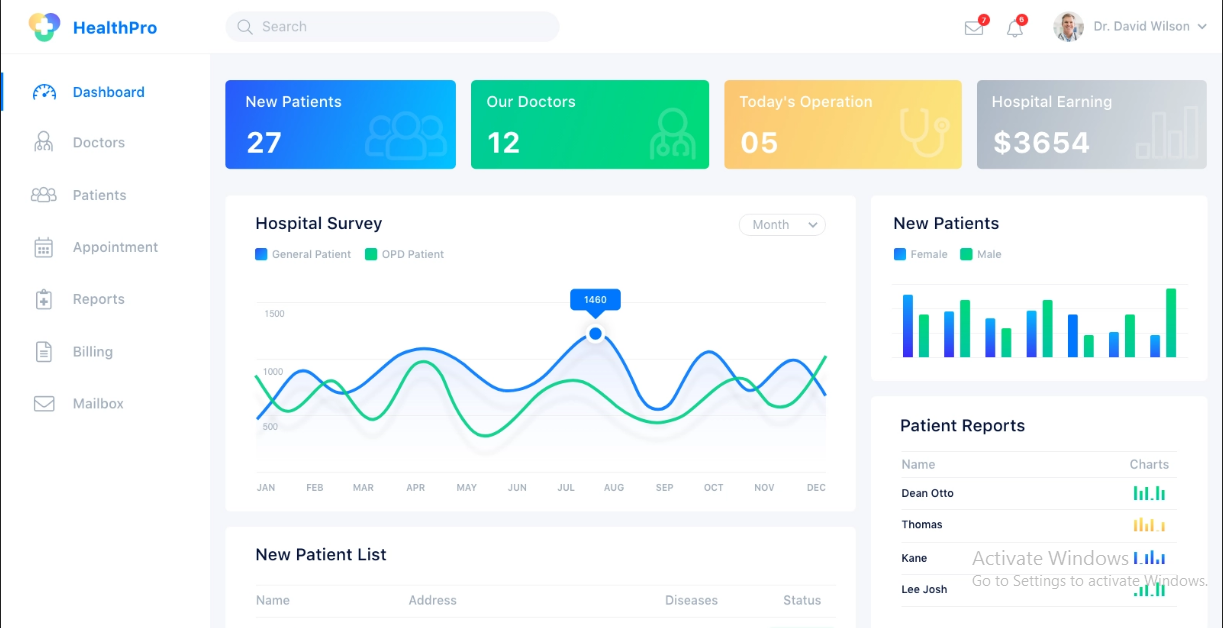 HealthPro
Search
7
6
Dr. David Wilson
Dashboard
Doctors
Patients
Appointment
Reports
Billing
Mailbox
New Patients
27
Our Doctors
12
Today's Operation
05
Hospital Earning
$3654
Hospital Survey
Month
General Patient
OPD Patient
1460
1500
1000
500
JAN FEB MAR APR MAY JUN JUL AUG SEP OCT NOV DEC
New Patients
Female
Male
Patient Reports
Name Charts
Dean Otto
Thomas
Kane
Lee Josh
Activate Windows
Go to Settings to activate Windows.
New Patient List
Name Address Diseases Status